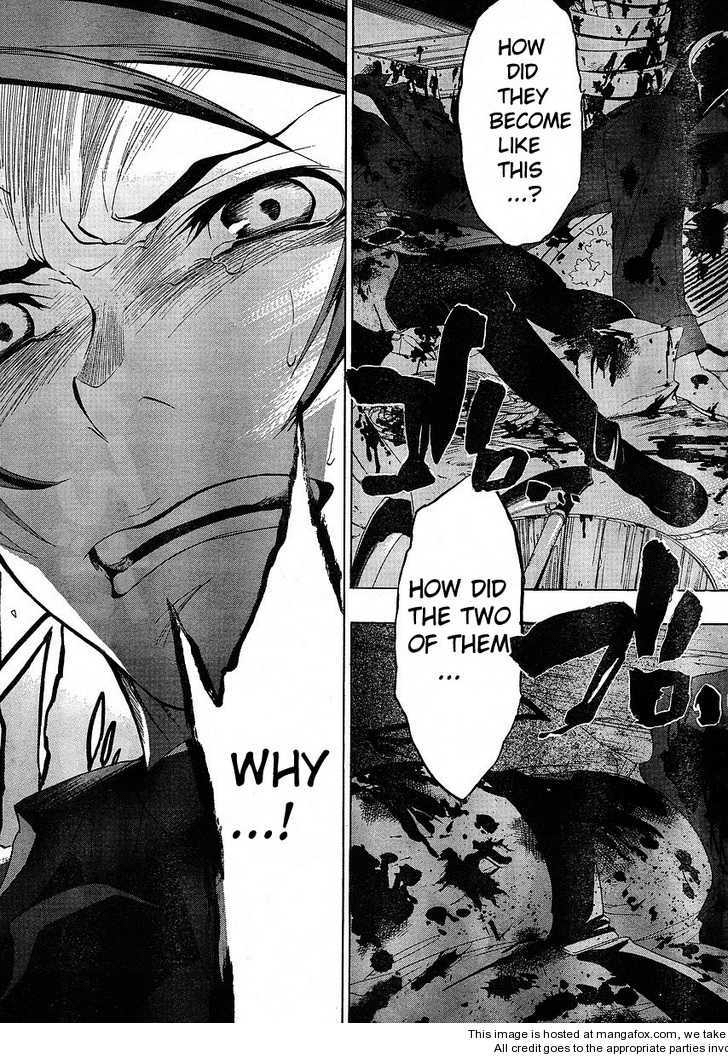 HOW
DID
THEY
BECOME
LIKE
THIS
...?
HOW DID
THE TWO
OF THEM
...
WHY
...!
This image is hosted at mangafox.com, we take
All credit goes to the appropriate parties invo